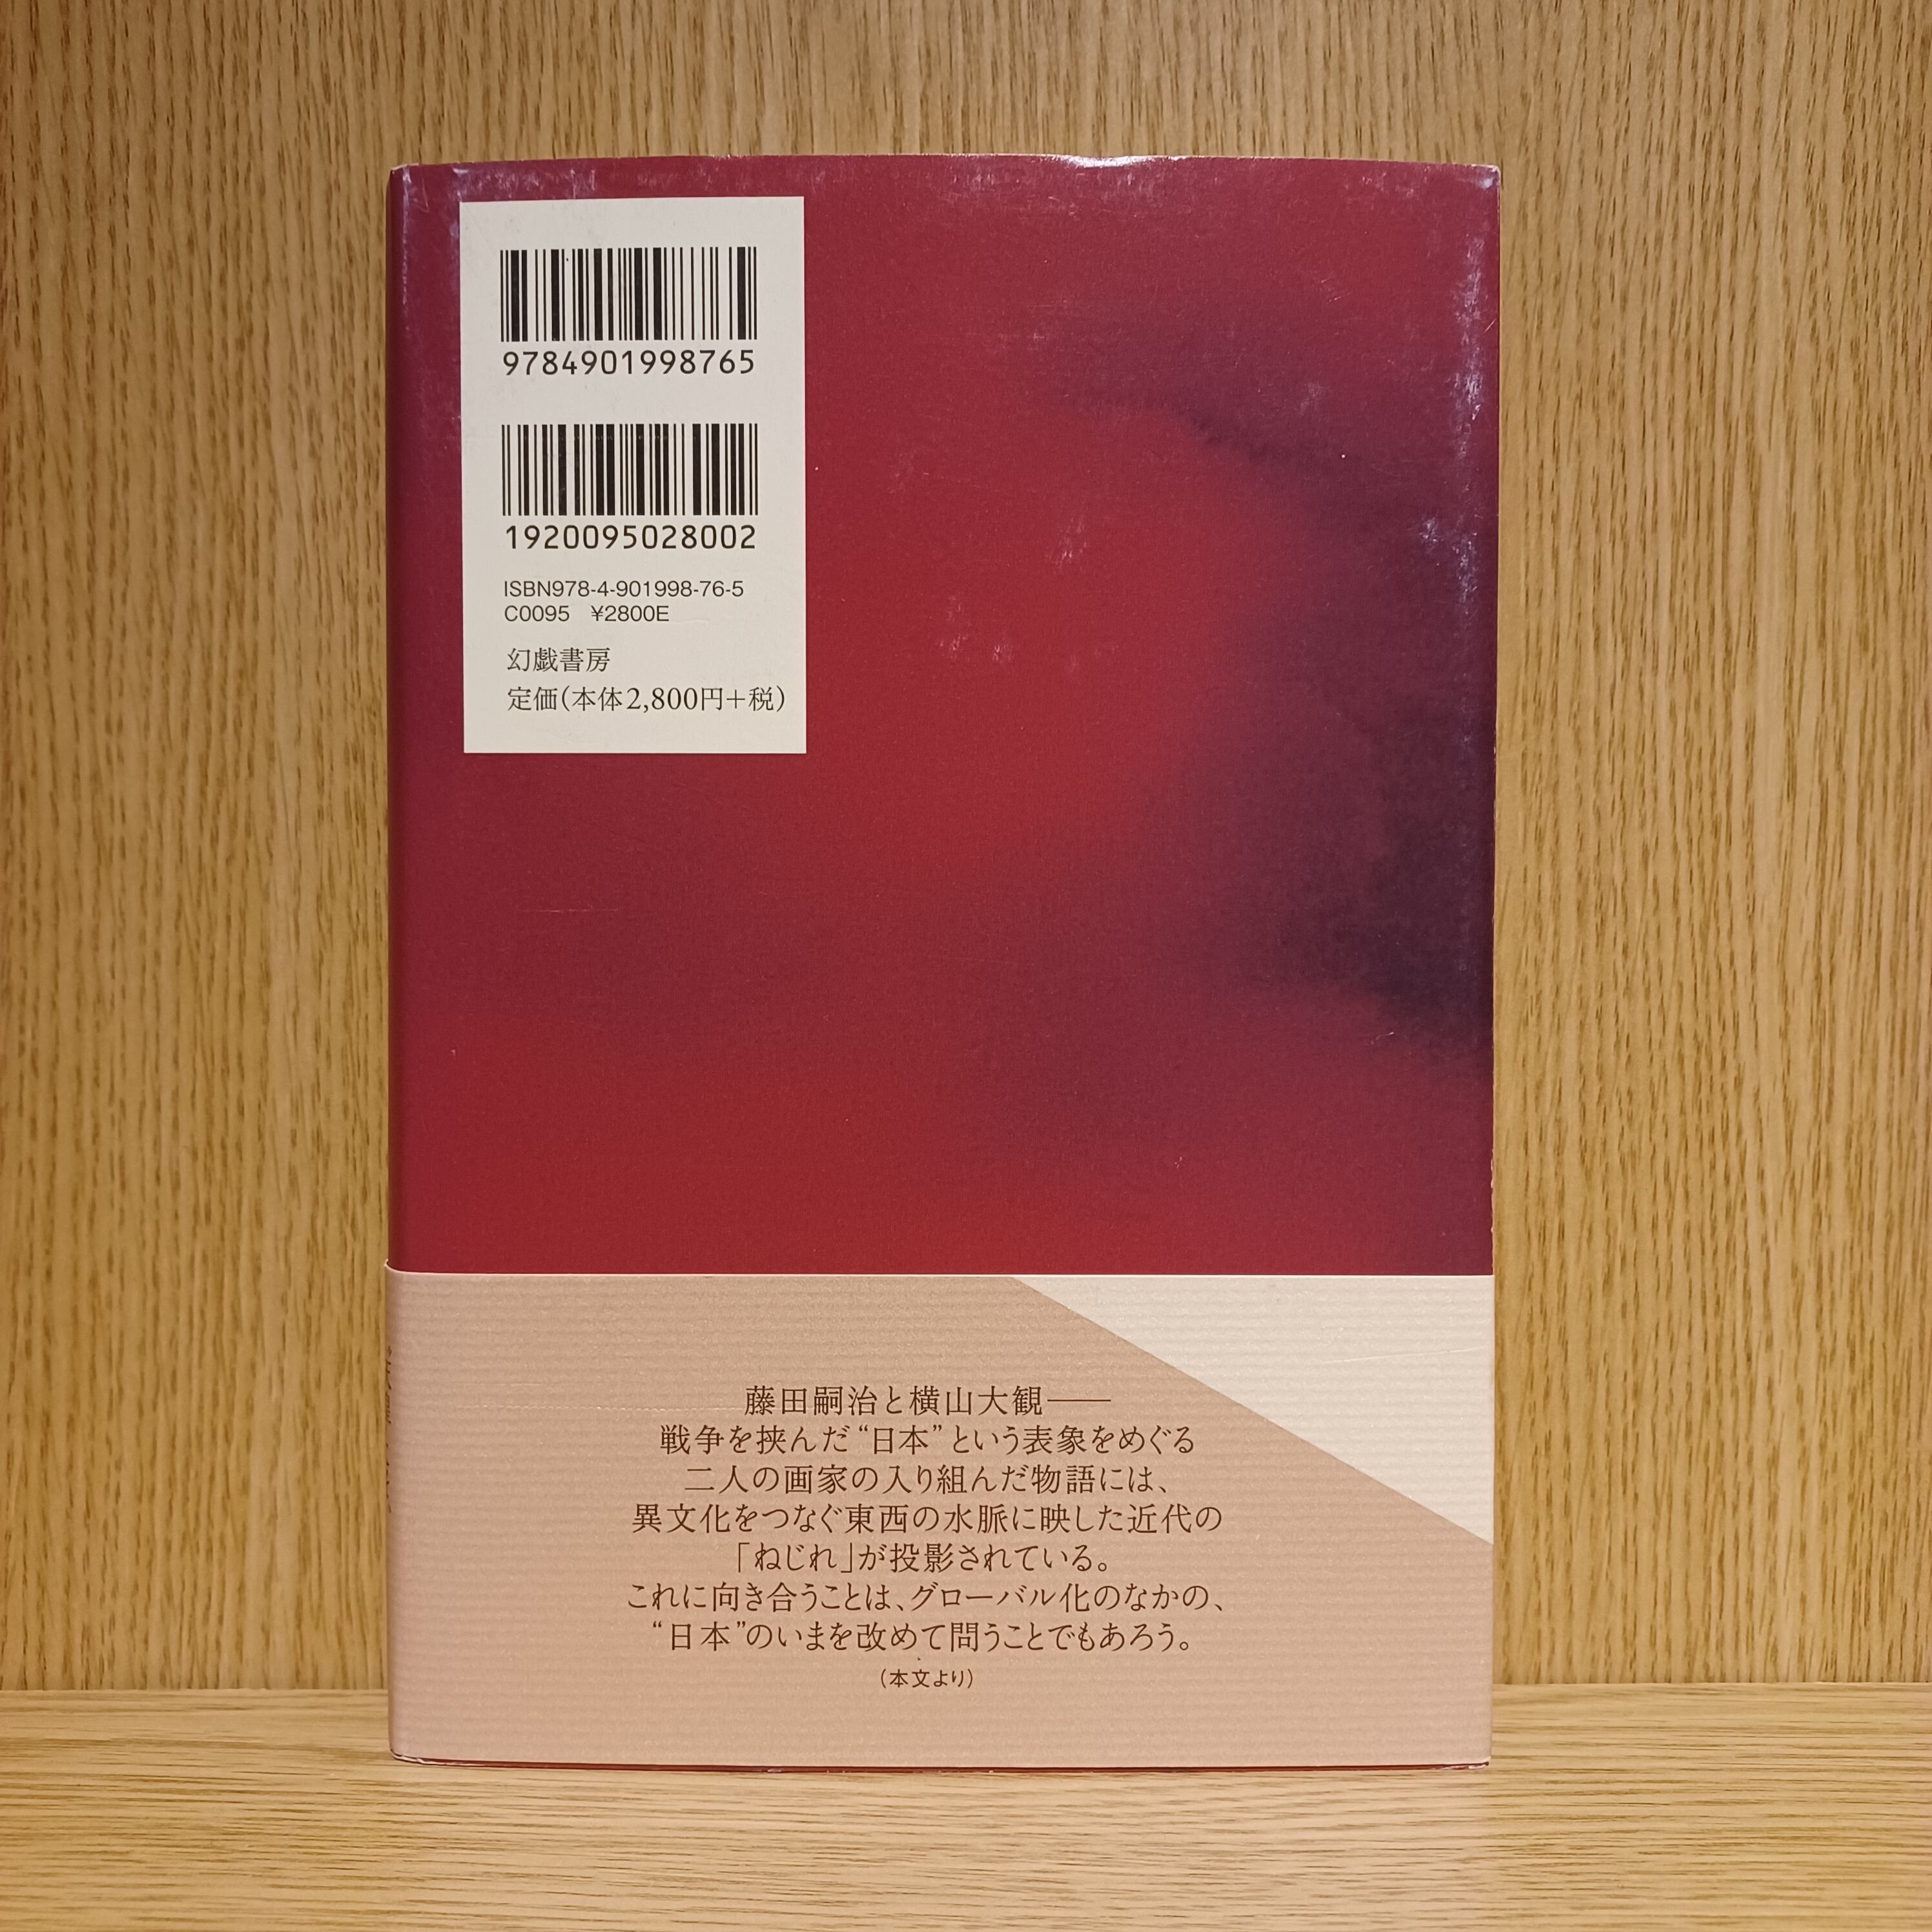 9784901998765
1920095028002
ISBN978-4-901998-76-5
C0095 ¥2800E
幻戯書房
定価(本体2,800円+税)
藤田嗣治と横山大観——
戦争を挟んだ“日本”という表象をめぐる
二人の画家の入り組んだ物語には、
異文化をつなぐ東西の水脈に映した近代の
「ねじれ」が投影されている。
これに向き合うことは、グローバル化のなかの、
“日本”のいまを改めて問うことでもあろう。
(本文より)